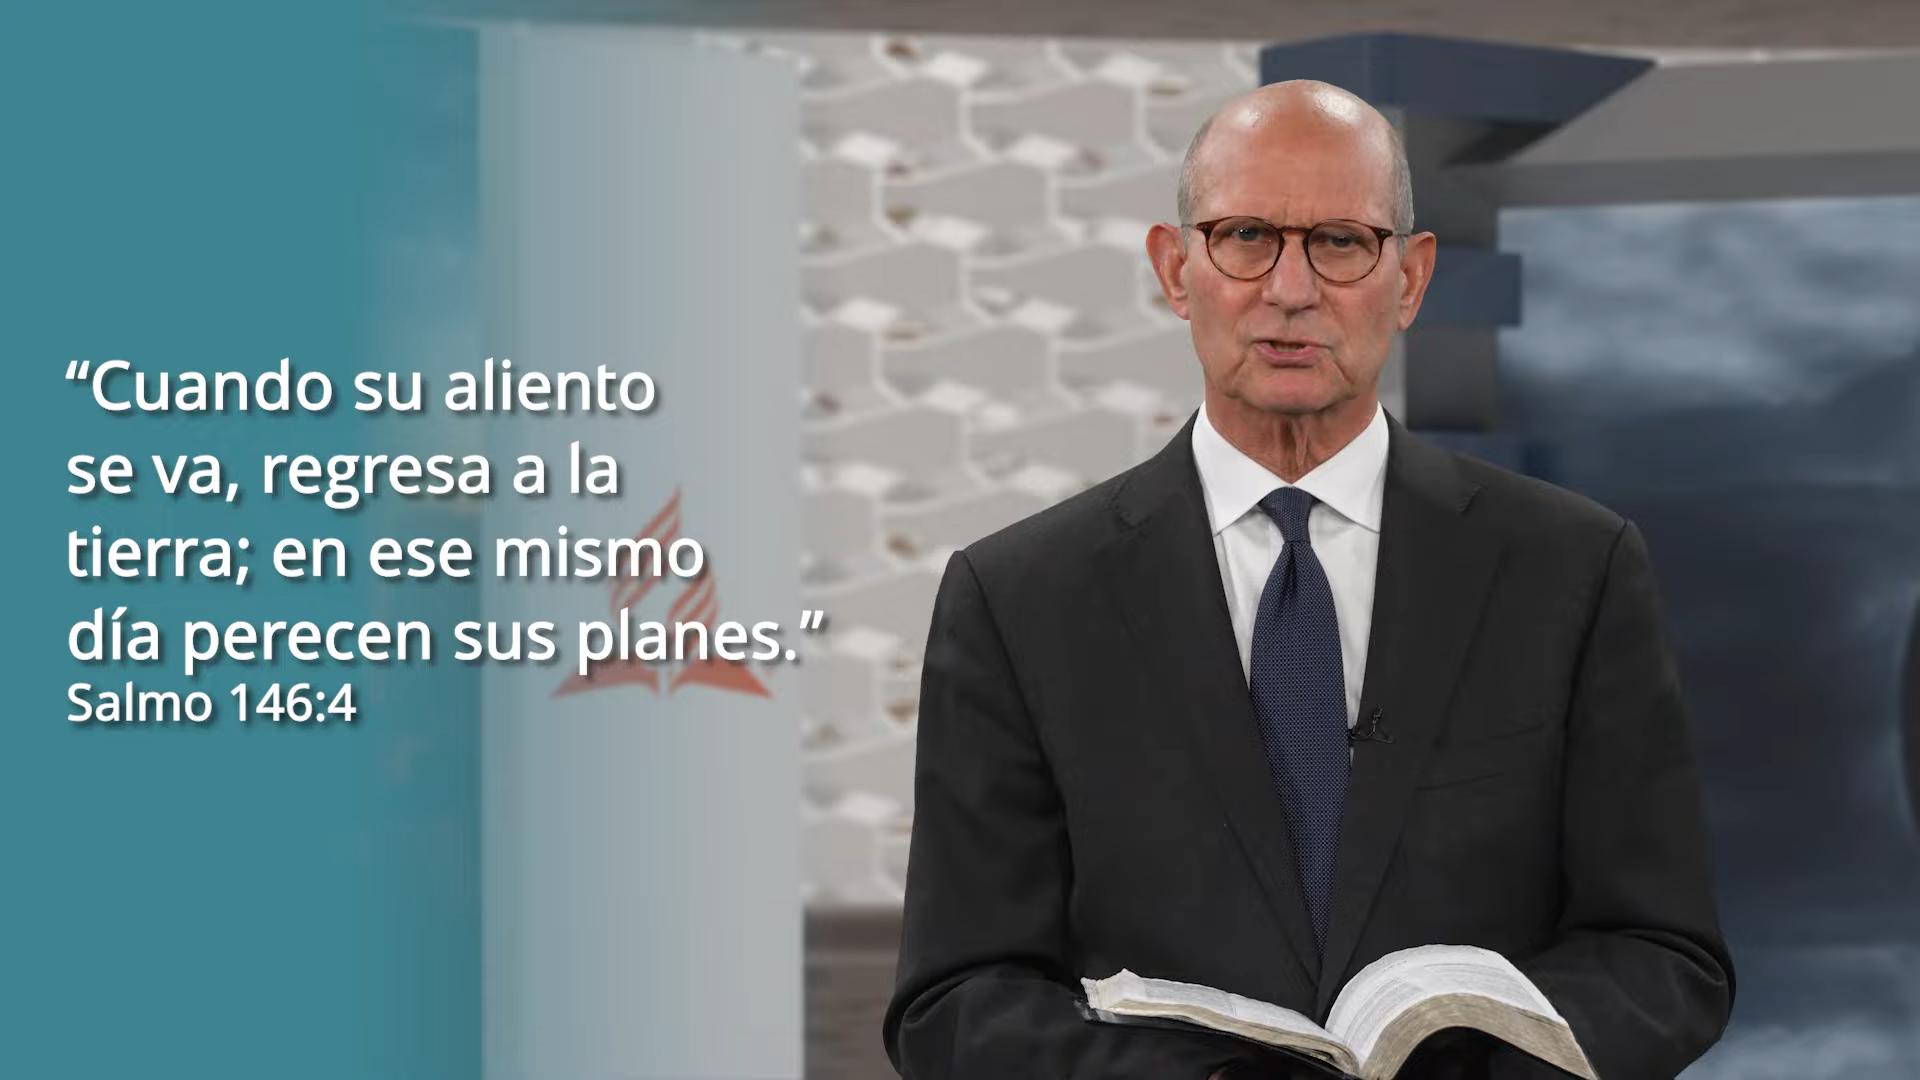 “Cuando su aliento
se va, regresa a la
tierra; en ese mismo
día perecen sus planes.”
Salmo 146:4